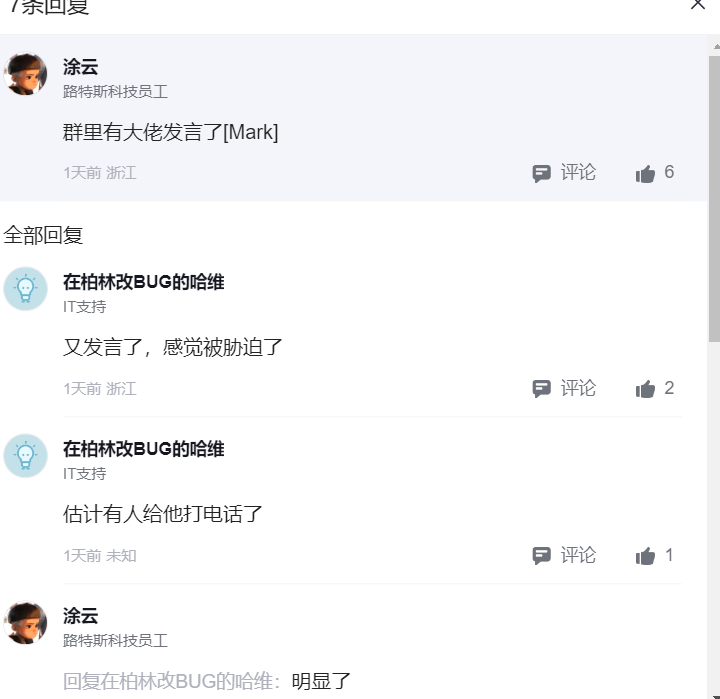 7条回复
涂云
路特斯科技员工
群里有大佬发言了[Mark]
1天前 浙江 评论 6
全部回复
在柏林改BUG的哈维
IT支持
又发言了，感觉被胁迫了
1天前 浙江 评论 2
在柏林改BUG的哈维
IT支持
估计有人给他打电话了
1天前 未知 评论 1
涂云
路特斯科技员工
回复在柏林改BUG的哈维：明显了